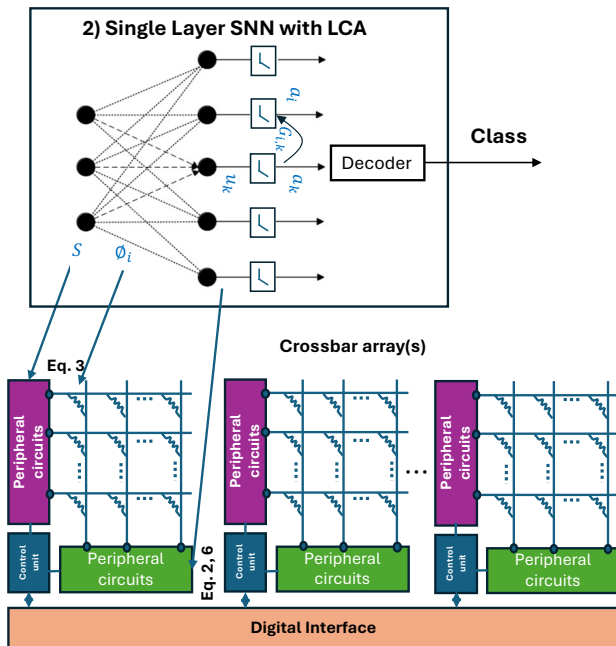 2) Single Layer SNN with LCA
a_i
G_{i,k}
u_k
a_k
Decoder
Class
S
∅_i
Eq. 3
Crossbar array(s)
Peripheral
circuits
Peripheral
circuits
...
Peripheral
circuits
Control
unit
Peripheral
circuits
Eq. 2, 6
Control
unit
Peripheral
circuits
Control
unit
Peripheral
circuits
Digital Interface